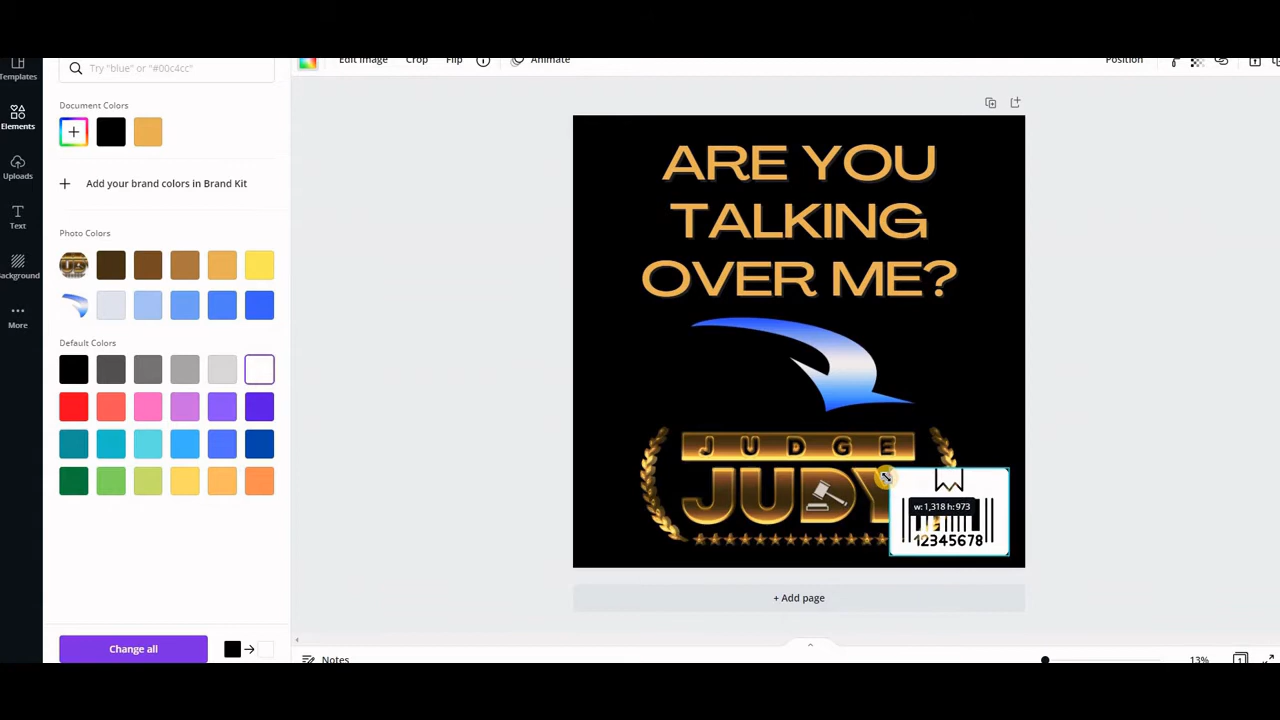 Templates
Elements
Uploads
Text
Background
More
Try "blue" or "#00c4cc"
Document Colors
Add your brand colors in Brand Kit
Photo Colors
Default Colors
Change all
Edit image
Crop
Flip
Animate
Position
ARE YOU
TALKING
OVER ME?
JUDGE
JUDY
w: 1,318 h: 973
12345678
+ Add page
Notes
13%
1